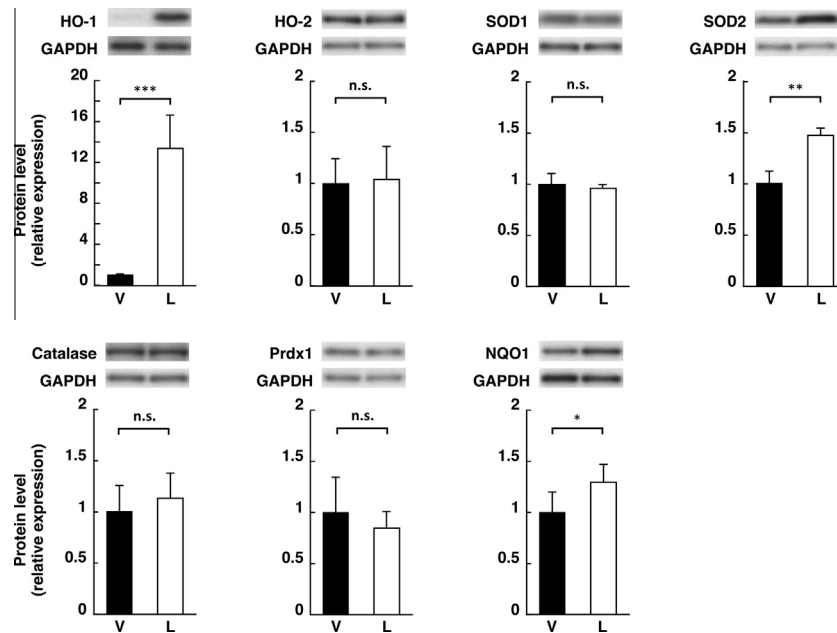 HO-1
GAPDH
20
16
12
8
4
0
Protein level
(relative expression)
***
V L
HO-2
GAPDH
2
1.5
1
0.5
0
n.s.
V L
SOD1
GAPDH
2
1.5
1
0.5
0
n.s.
V L
SOD2
GAPDH
2
1.5
1
0.5
0
**
V L
Catalase
GAPDH
2
1.5
1
0.5
0
Protein level
(relative expression)
n.s.
V L
Prdx1
GAPDH
2
1.5
1
0.5
0
n.s.
V L
NQO1
GAPDH
2
1.5
1
0.5
0
*
V L